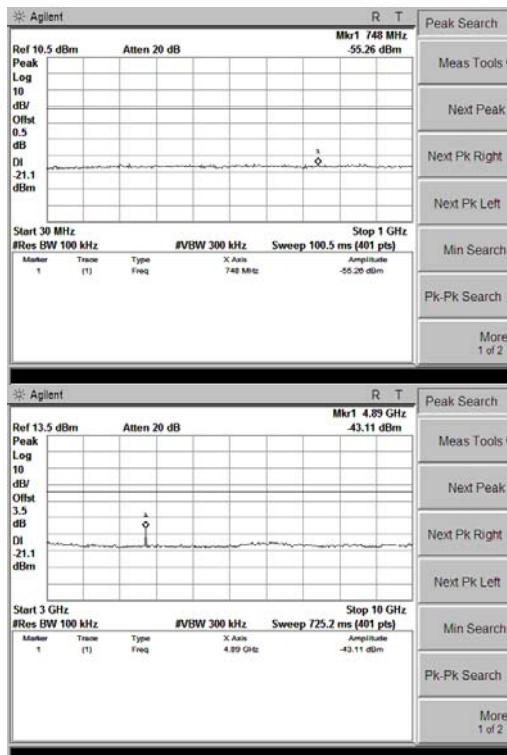 Agilent R T
Peak Search
Mkr1 748 MHz
Ref 10.5 dBm Atten 20 dB -55.26 dBm
Peak
Log
10
dB/
Offst
0.5
dB
DI
-21.1
dBm
Meas Tools
Next Peak
Next Pk Right
Next Pk Left
Min Search
Pk-Pk Search
More
1 of 2
1
Start 30 MHz Stop 1 GHz
#Res BW 100 kHz #VBW 300 kHz Sweep 100.5 ms (401 pts)
Marker Trace Type X Axis Amplitude
1 (1) Freq 748 MHz -55.26 dBm
Agilent R T
Peak Search
Mkr1 4.89 GHz
Ref 13.5 dBm Atten 20 dB -43.11 dBm
Peak
Log
10
dB/
Offst
3.5
dB
DI
-21.1
dBm
Meas Tools
Next Peak
Next Pk Right
Next Pk Left
Min Search
Pk-Pk Search
More
1 of 2
1
Start 3 GHz Stop 10 GHz
#Res BW 100 kHz #VBW 300 kHz Sweep 725.2 ms (401 pts)
Marker Trace Type X Axis Amplitude
1 (1) Freq 4.89 GHz -43.11 dBm